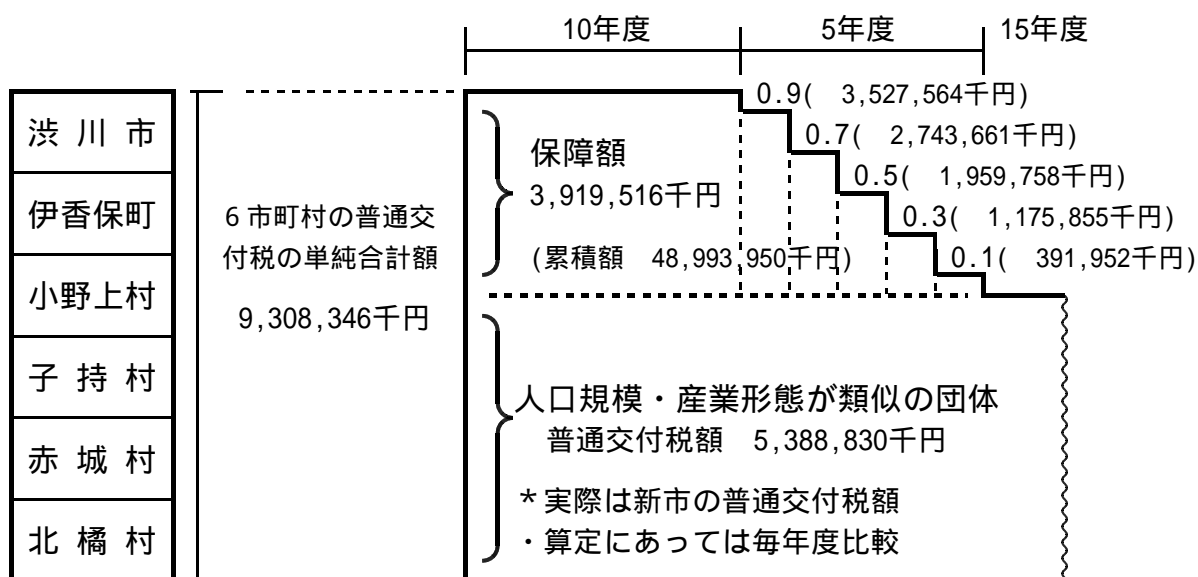 10年度 5年度 15年度
渋川市
伊香保町
小野上村
子持村
赤城村
北橘村
6市町村の普通交
付税の単純合計額
9,308,346千円
保障額
3,919,516千円
(累積額 48,993,950千円)
0.9( 3,527,564千円)
0.7( 2,743,661千円)
0.5( 1,959,758千円)
0.3( 1,175,855千円)
0.1( 391,952千円)
人口規模・産業形態が類似の団体
普通交付税額 5,388,830千円
*実際は新市の普通交付税額
・算定にあっては毎年度比較